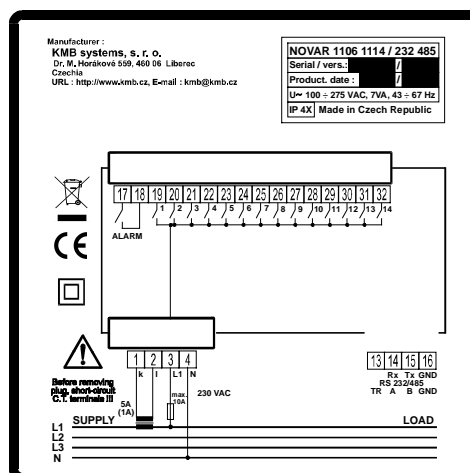 Manufacturer :
KMB systems, s. r. o.
Dr. M. Horákové 559, 460 06 Liberec
Czechia
URL : http://www.kmb.cz, E-mail : kmb@kmb.cz
NOVAR 1106 1114 / 232 485
Serial / vers.: /
Product. date : /
U~ 100 ÷ 275 VAC, 7VA, 43 ÷ 67 Hz
IP 4X Made in Czech Republic
17 18 19 20 21 22 23 24 25 26 27 28 29 30 31 32
1 2 3 4 5 6 7 8 9 10 11 12 13 14
ALARM
CE
1 2 3 4
k l L1 N
13 14 15 16
Rx Tx GND
RS 232/485
TR A B GND
Before removing
plug, short-circuit
C.T. terminals !!!
5A
(1A)
max.
10A
230 VAC
SUPPLY LOAD
L1
L2
L3
N